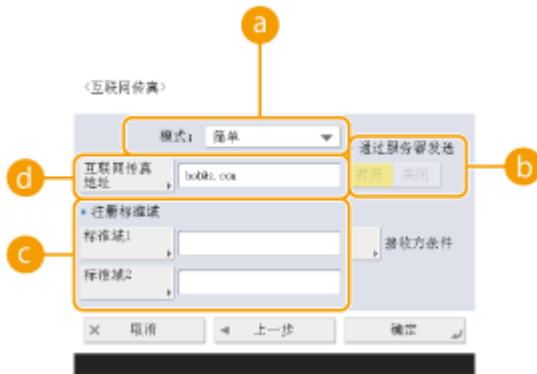 a
<互联网传真>
模式： 简单
通过服务器发送
打开 关闭
b
d
互联网传真
地址
bob@z.com
注册标准域
c
标准域1
接收方条件
标准域2
× 取消
上一步
确定